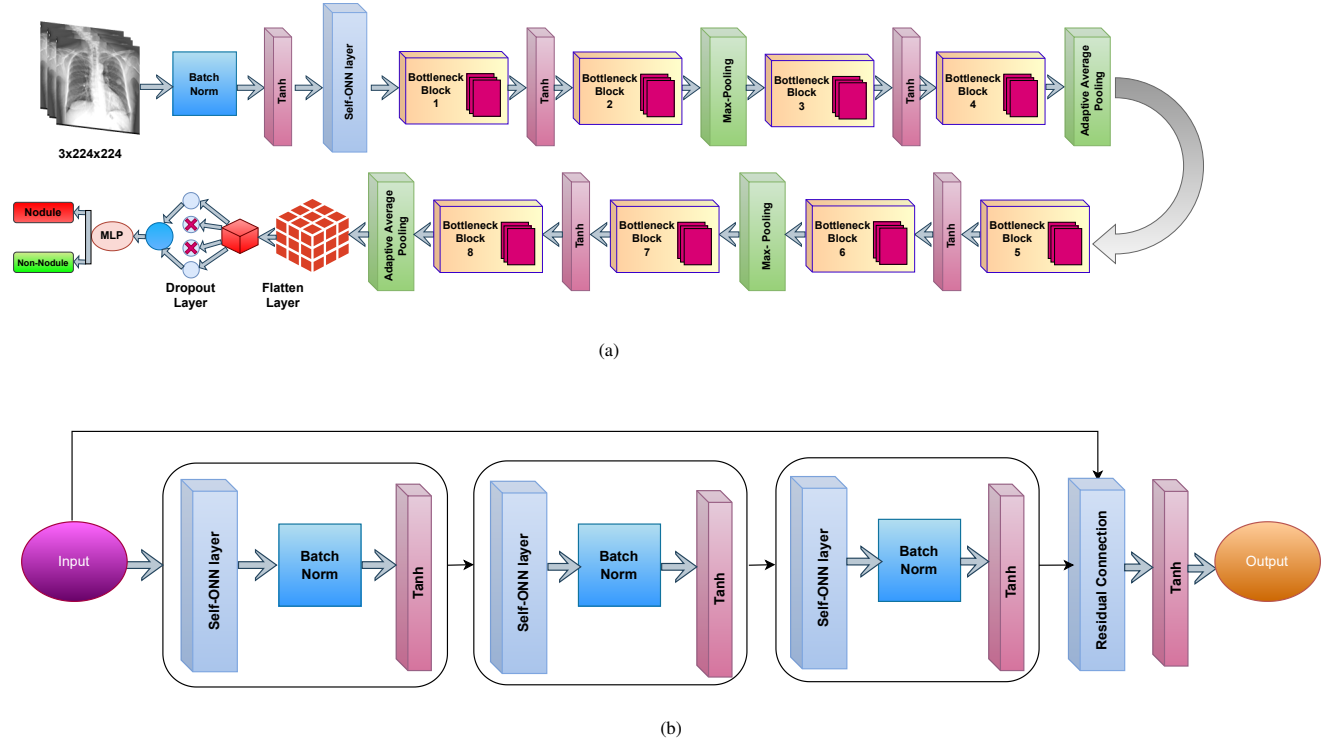 3x224x224
Batch
Norm
Tanh
Self-ONN layer
Bottleneck
Block
1
Tanh
Bottleneck
Block
2
Max-Pooling
Bottleneck
Block
3
Tanh
Bottleneck
Block
4
Adaptive Average
Pooling
Bottleneck
Block
5
Tanh
Bottleneck
Block
6
Max- Pooling
Bottleneck
Block
7
Tanh
Bottleneck
Block
8
Adaptive Average
Pooling
Flatten
Layer
Dropout
Layer
MLP
Nodule
Non-Nodule
(a)
Input
Self-ONN layer
Batch
Norm
Tanh
Self-ONN layer
Batch
Norm
Tanh
Self-ONN layer
Batch
Norm
Tanh
Residual Connection
Tanh
Output
(b)